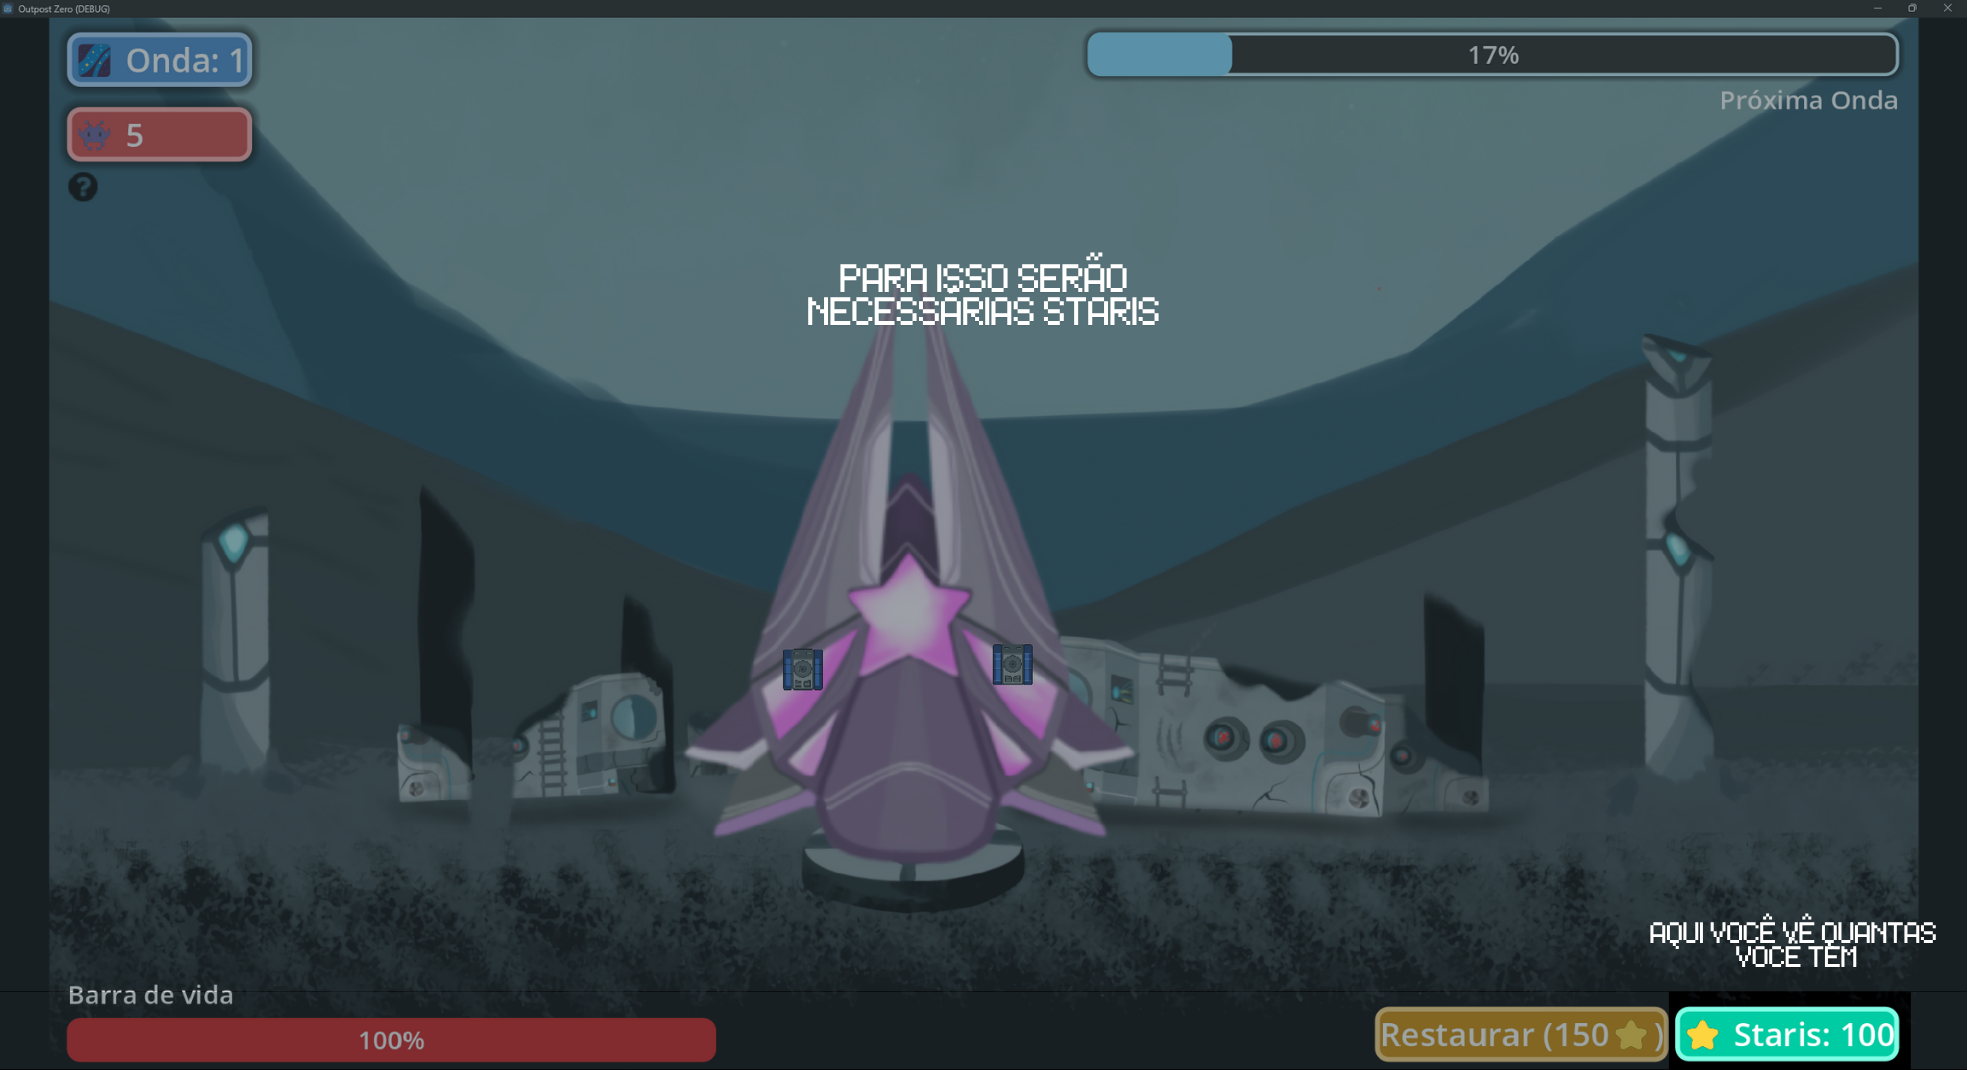 Outpost Zero (DEBUG)
Onda: 1
17%
Próxima Onda
5
?
PARA ISSO SERÃO
NECESSÁRIAS STARIS
AQUI VOCÊ VÊ QUANTAS
VOCÊ TEM
Barra de vida
100%
Restaurar (150 )
Staris: 100